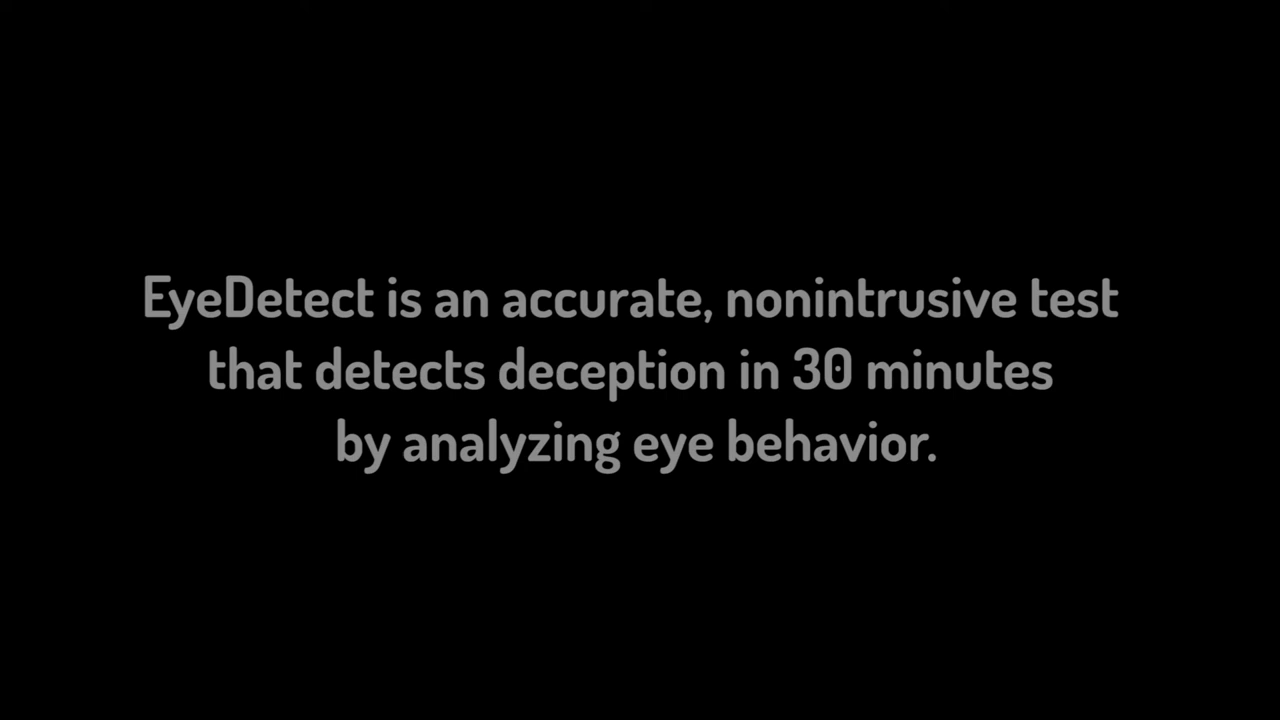 EyeDetect is an accurate, nonintrusive test
that detects deception in 30 minutes
by analyzing eye behavior.